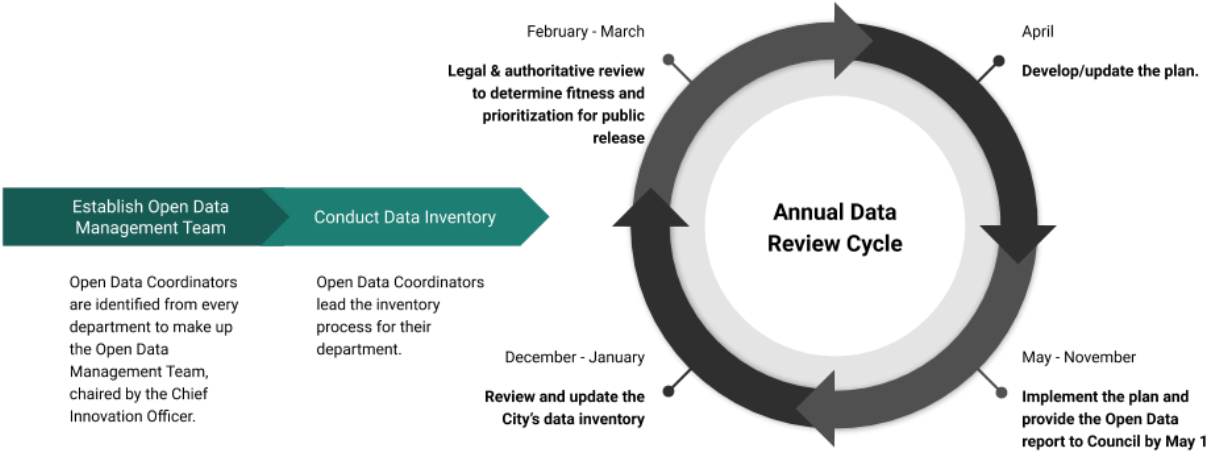 February - March
Legal & authoritative review
to determine fitness and
prioritization for public
release
April
Develop/update the plan.
Establish Open Data
Management Team
Conduct Data Inventory
Annual Data
Review Cycle
Open Data Coordinators
are identified from every
department to make up
the Open Data
Management Team,
chaired by the Chief
Innovation Officer.
Open Data Coordinators
lead the inventory
process for their
department.
December - January
Review and update the
City's data inventory
May - November
Implement the plan and
provide the Open Data
report to Council by May 1